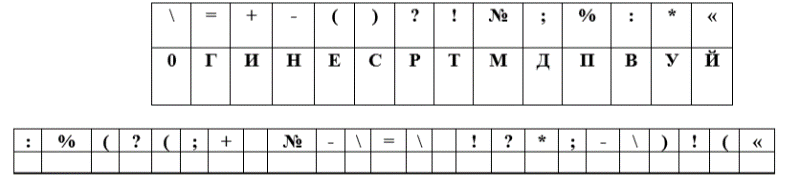 \ = + - ( ) ? ! № ; % : * «
0 Г И Н Е С Р Т М Д П В У Й
: % ( ? ( ; + № - \ = \ ! ? * ; - \ ) ! ( «